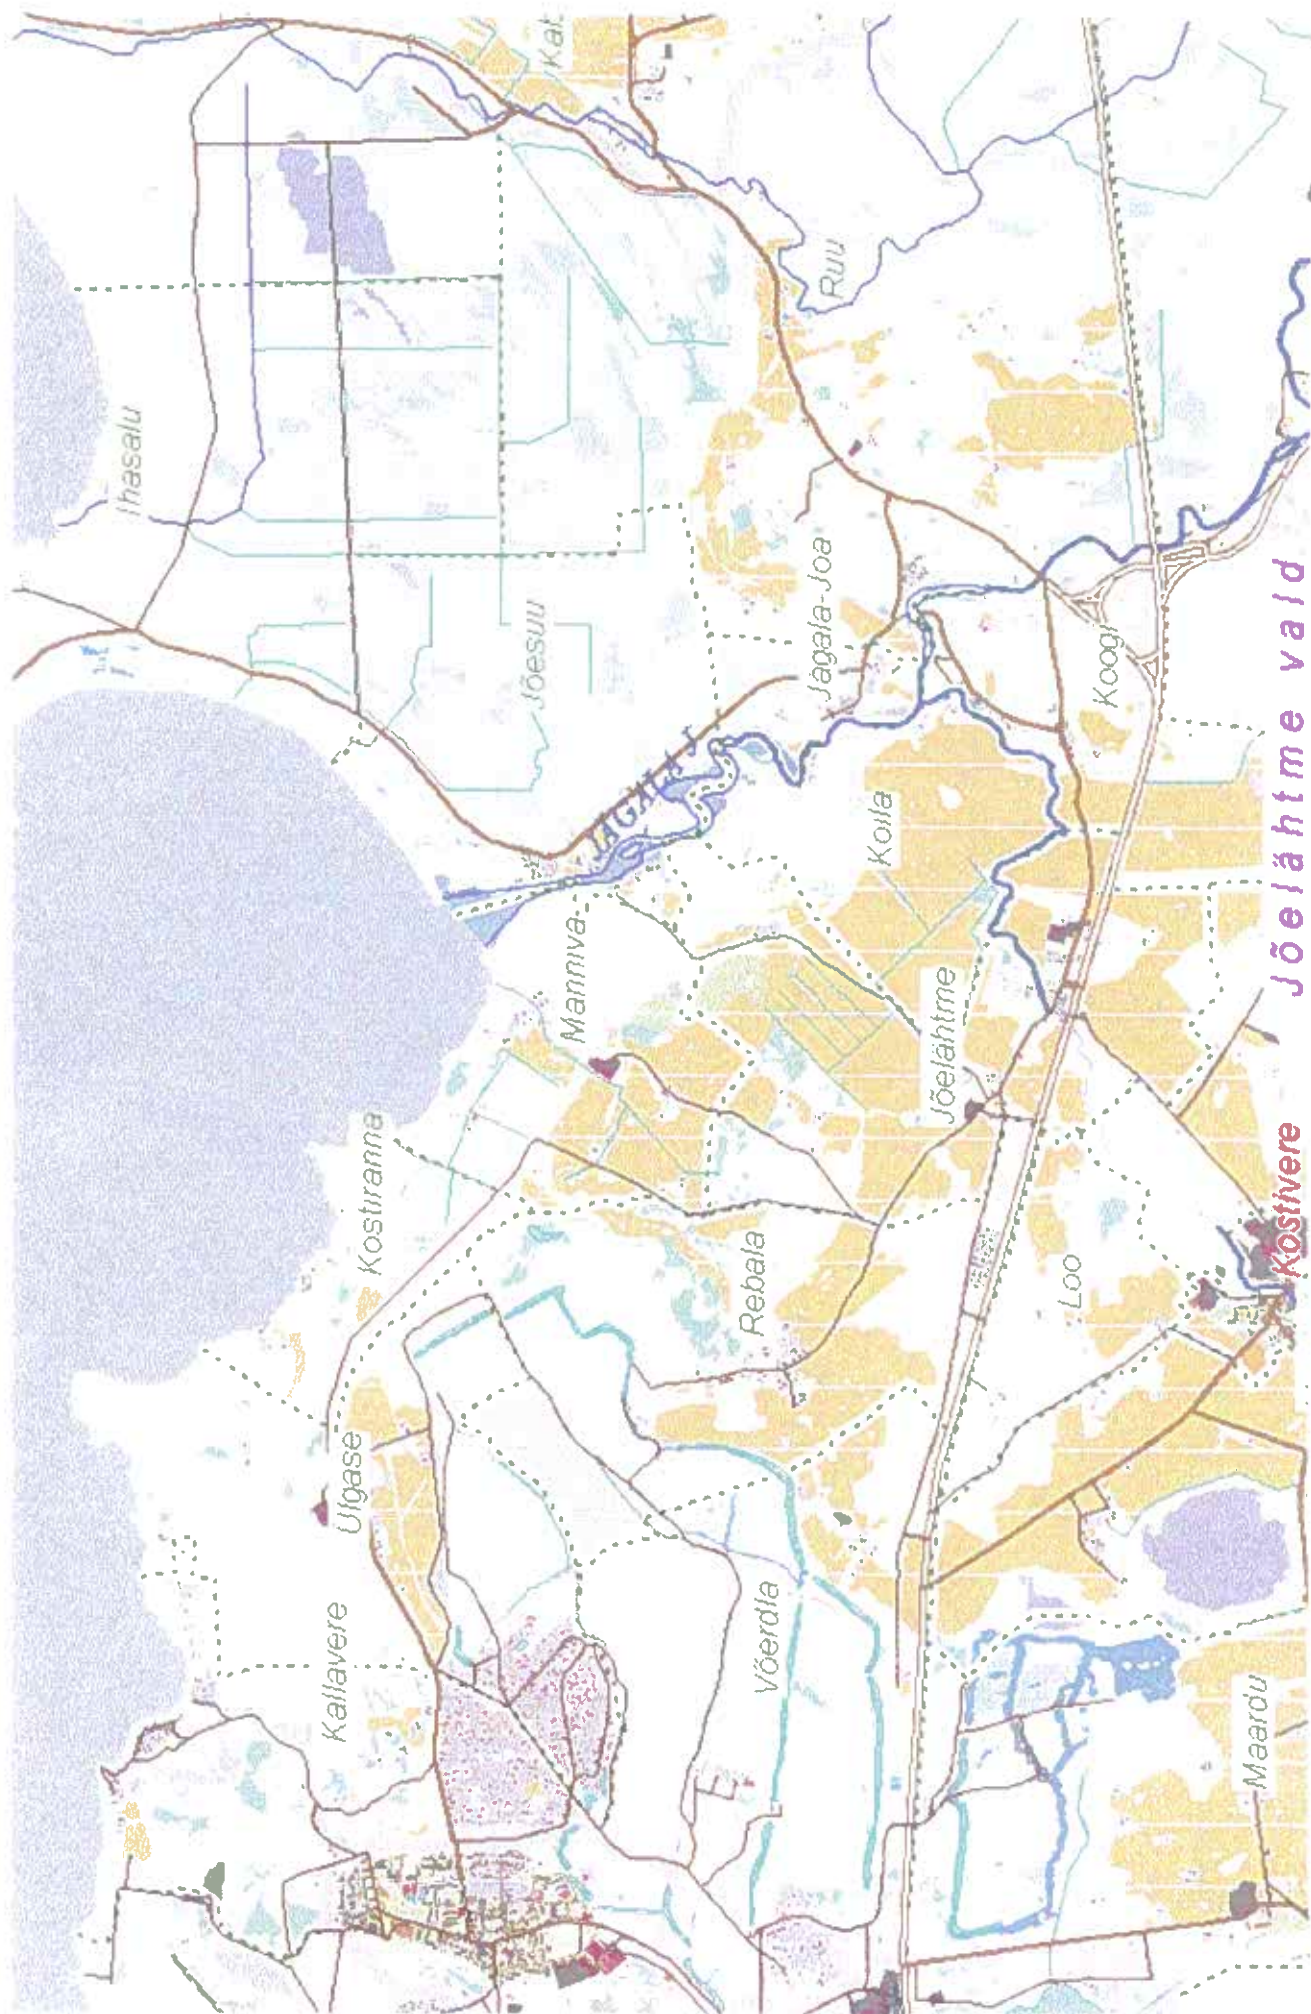 Kallavere
Ülgase
Kostiranna
Manniva
Jõesuu
Ihasalu
JÄGALA J
Võerdla
Rebala
Jõelähtme
Koila
Jägala-Joa
Ruu
Maardu
Loo
Koogi
Kostivere
Jõelähtme vald